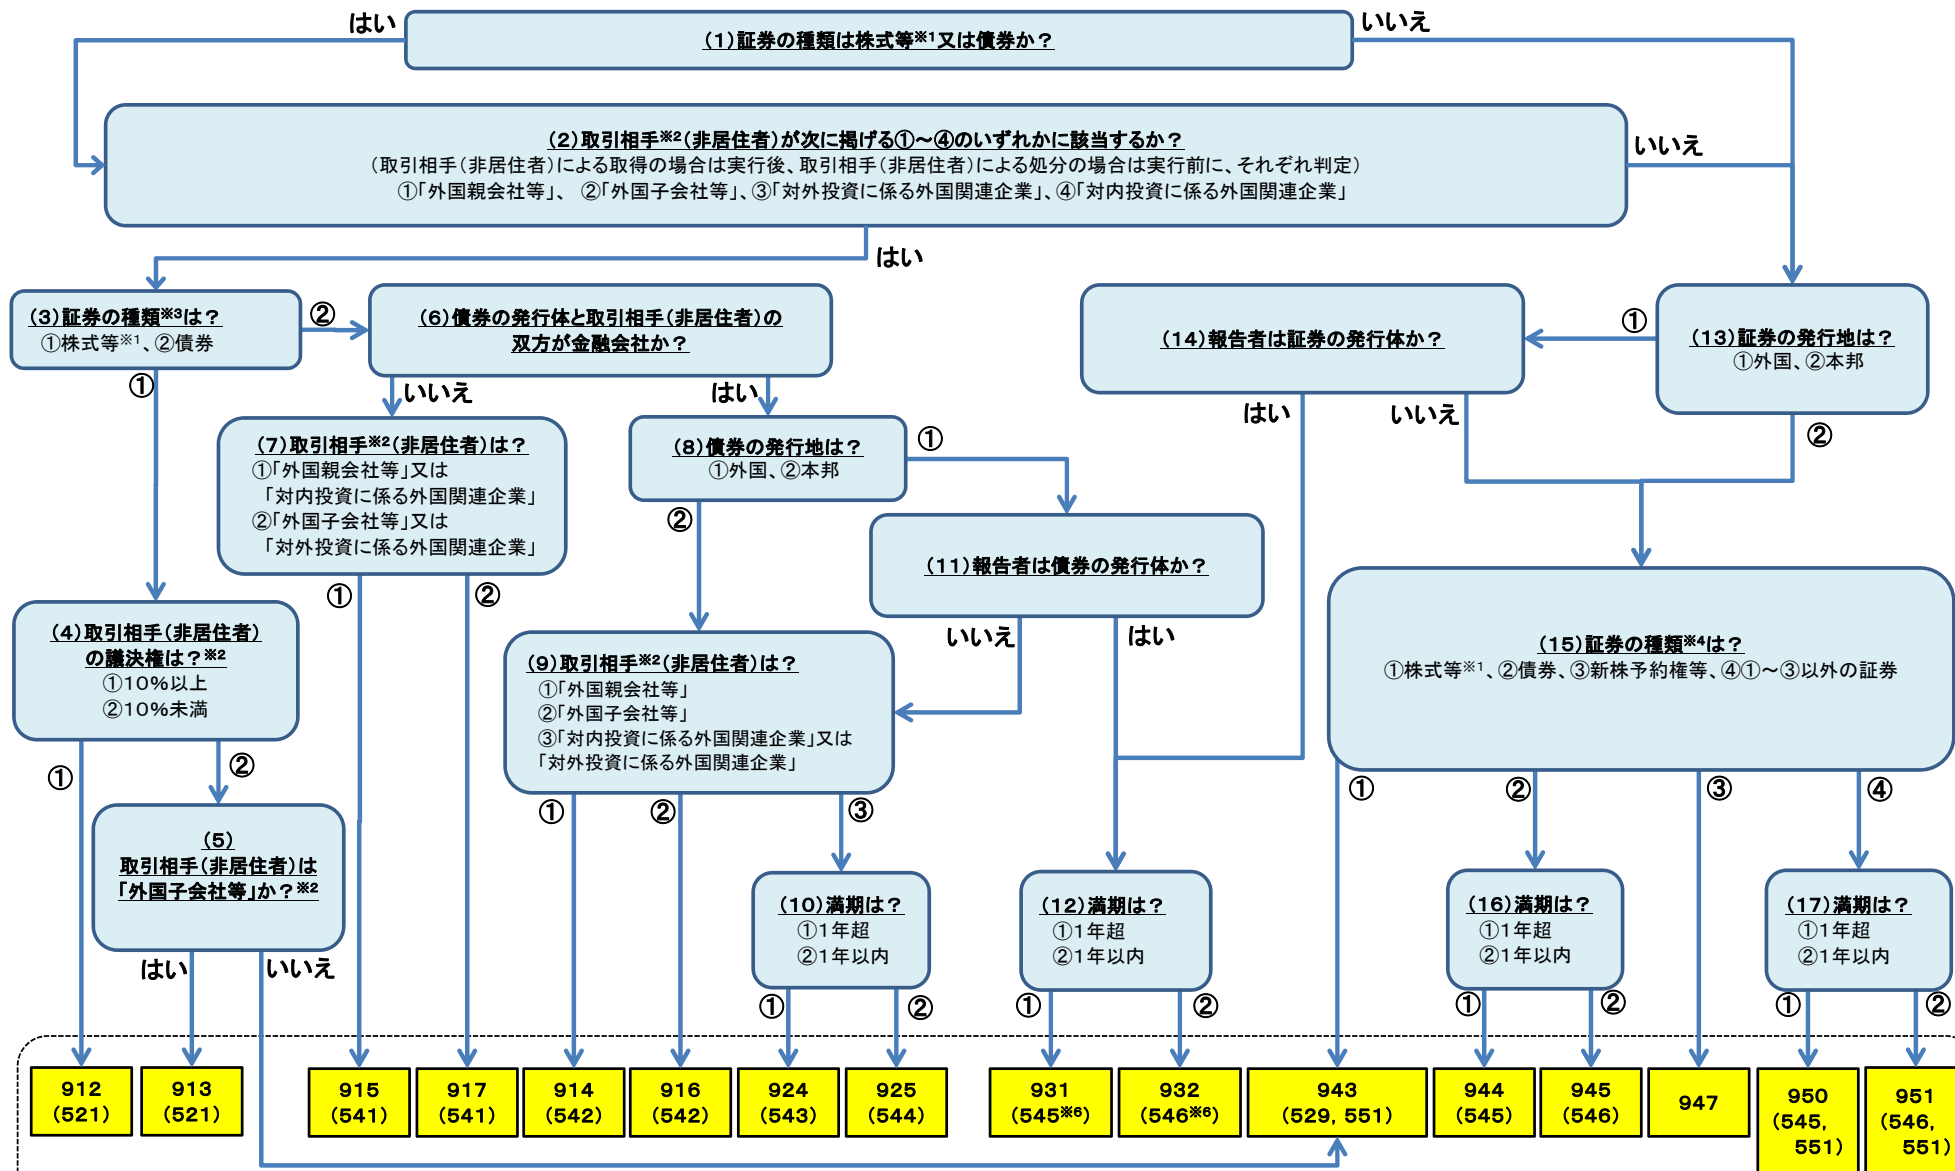 はい
(1)証券の種類は株式等※1又は債券か?
いいえ
(2)取引相手※2(非居住者)が次に掲げる①~④のいずれかに該当するか?
(取引相手(非居住者)による取得の場合は実行後、取引相手(非居住者)による処分の場合は実行前に、それぞれ判定)
①「外国親会社等」、 ②「外国子会社等」、③「対外投資に係る外国関連企業」、④「対内投資に係る外国関連企業」
いいえ
はい
(3)証券の種類※3は?
①株式等※1、②債券
②
①
(6)債券の発行体と取引相手(非居住者)の
双方が金融会社か?
いいえ
はい
(14)報告者は証券の発行体か?
はい
いいえ
①
(13)証券の発行地は?
①外国、②本邦
②
(7)取引相手※2(非居住者)は?
①「外国親会社等」又は
「対内投資に係る外国関連企業」
②「外国子会社等」又は
「対外投資に係る外国関連企業」
①
②
(8)債券の発行地は?
①外国、②本邦
①
②
(11)報告者は債券の発行体か?
いいえ
はい
(4)取引相手(非居住者)
の議決権は?※2
①10%以上
②10%未満
①
②
(9)取引相手※2(非居住者)は?
①「外国親会社等」
②「外国子会社等」
③「対内投資に係る外国関連企業」又は
「対外投資に係る外国関連企業」
①
②
③
(15)証券の種類※4は?
①株式等※1、②債券、③新株予約権等、④①~③以外の証券
①
②
③
④
(5)
取引相手(非居住者)は
「外国子会社等」か?※2
はい
いいえ
(10)満期は?
①1年超
②1年以内
①
②
(12)満期は?
①1年超
②1年以内
①
②
(16)満期は?
①1年超
②1年以内
①
②
(17)満期は?
①1年超
②1年以内
①
②
912
(521)
913
(521)
915
(541)
917
(541)
914
(542)
916
(542)
924
(543)
925
(544)
931
(545※6)
932
(546※6)
943
(529, 551)
944
(545)
945
(546)
947
950
(545,
551)
951
(546,
551)